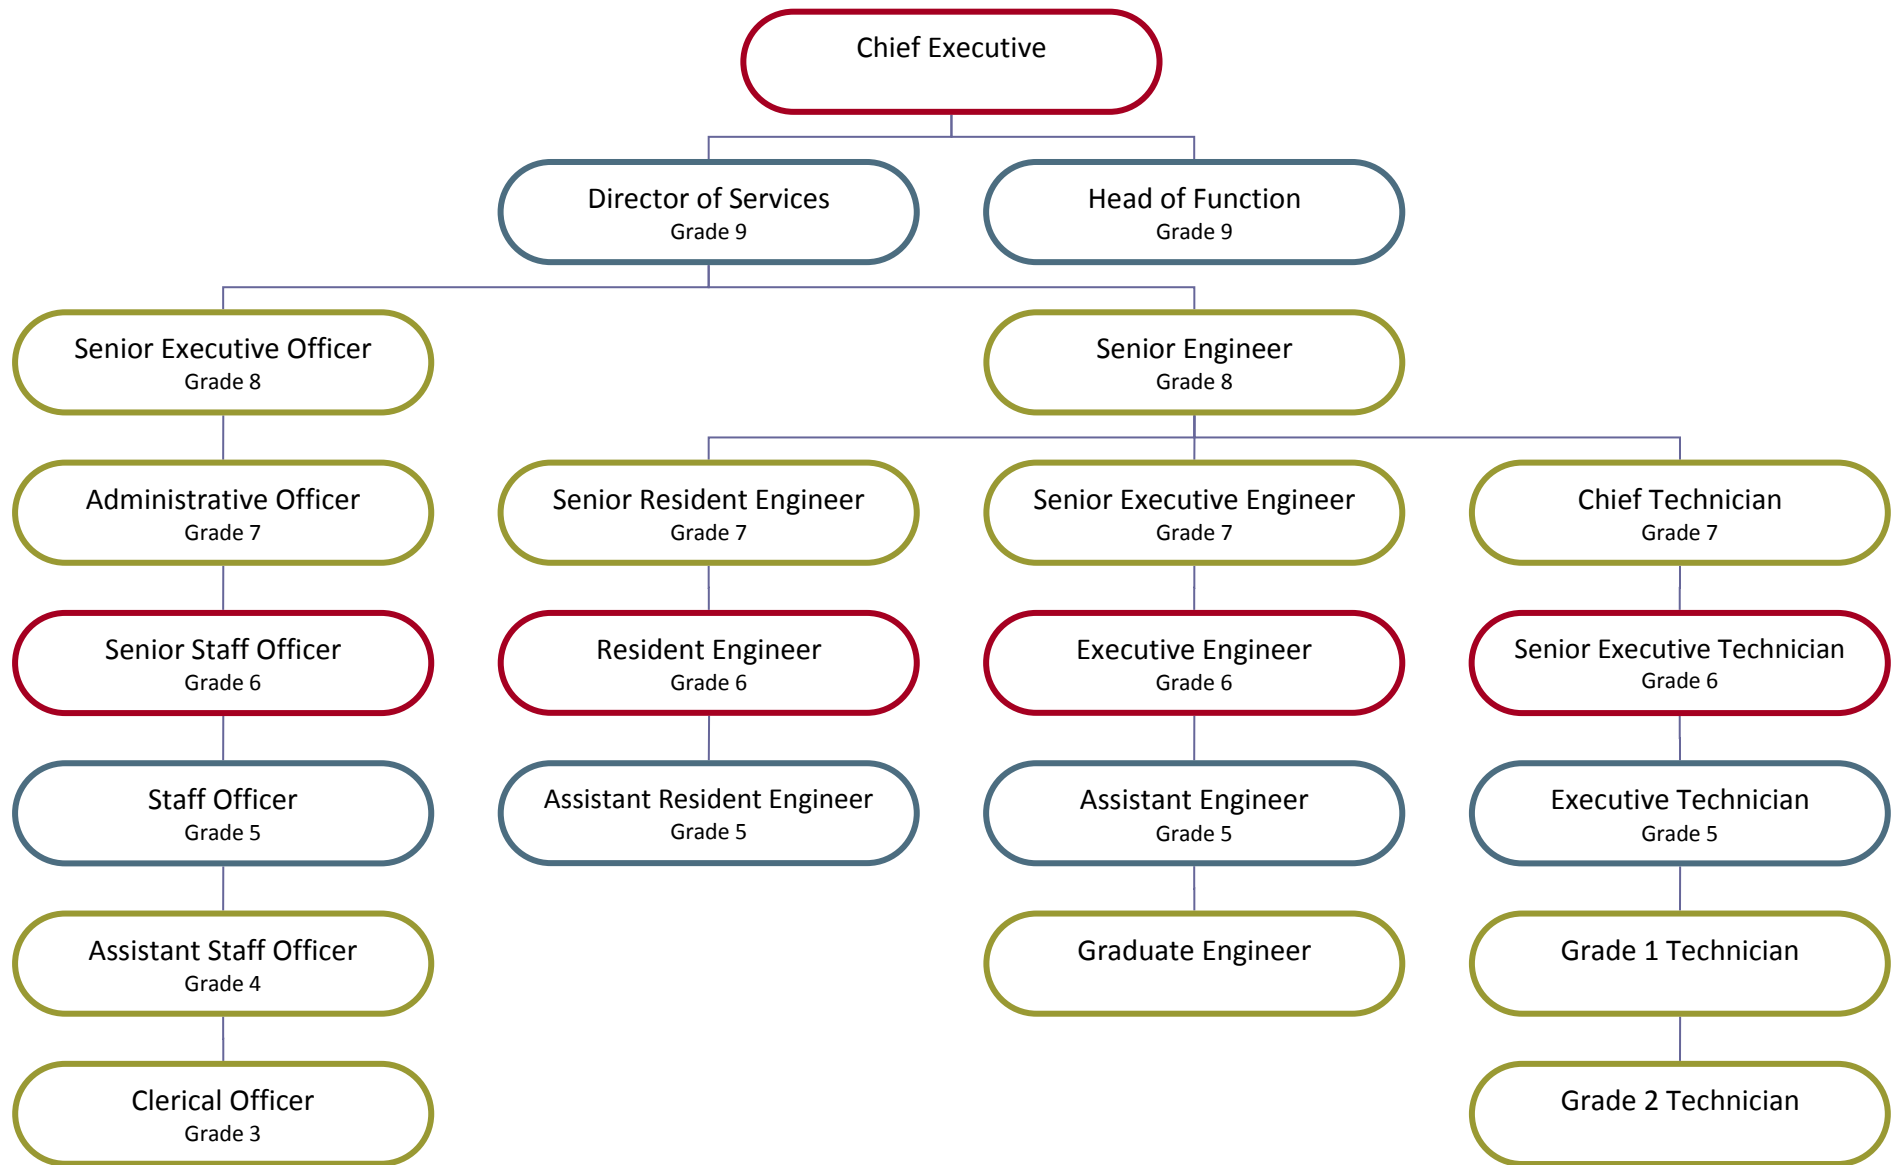 Chief Executive
Director of Services
Grade 9
Head of Function
Grade 9
Senior Executive Officer
Grade 8
Senior Engineer
Grade 8
Administrative Officer
Grade 7
Senior Resident Engineer
Grade 7
Senior Executive Engineer
Grade 7
Chief Technician
Grade 7
Senior Staff Officer
Grade 6
Resident Engineer
Grade 6
Executive Engineer
Grade 6
Senior Executive Technician
Grade 6
Staff Officer
Grade 5
Assistant Resident Engineer
Grade 5
Assistant Engineer
Grade 5
Executive Technician
Grade 5
Assistant Staff Officer
Grade 4
Graduate Engineer
Grade 1 Technician
Clerical Officer
Grade 3
Grade 2 Technician